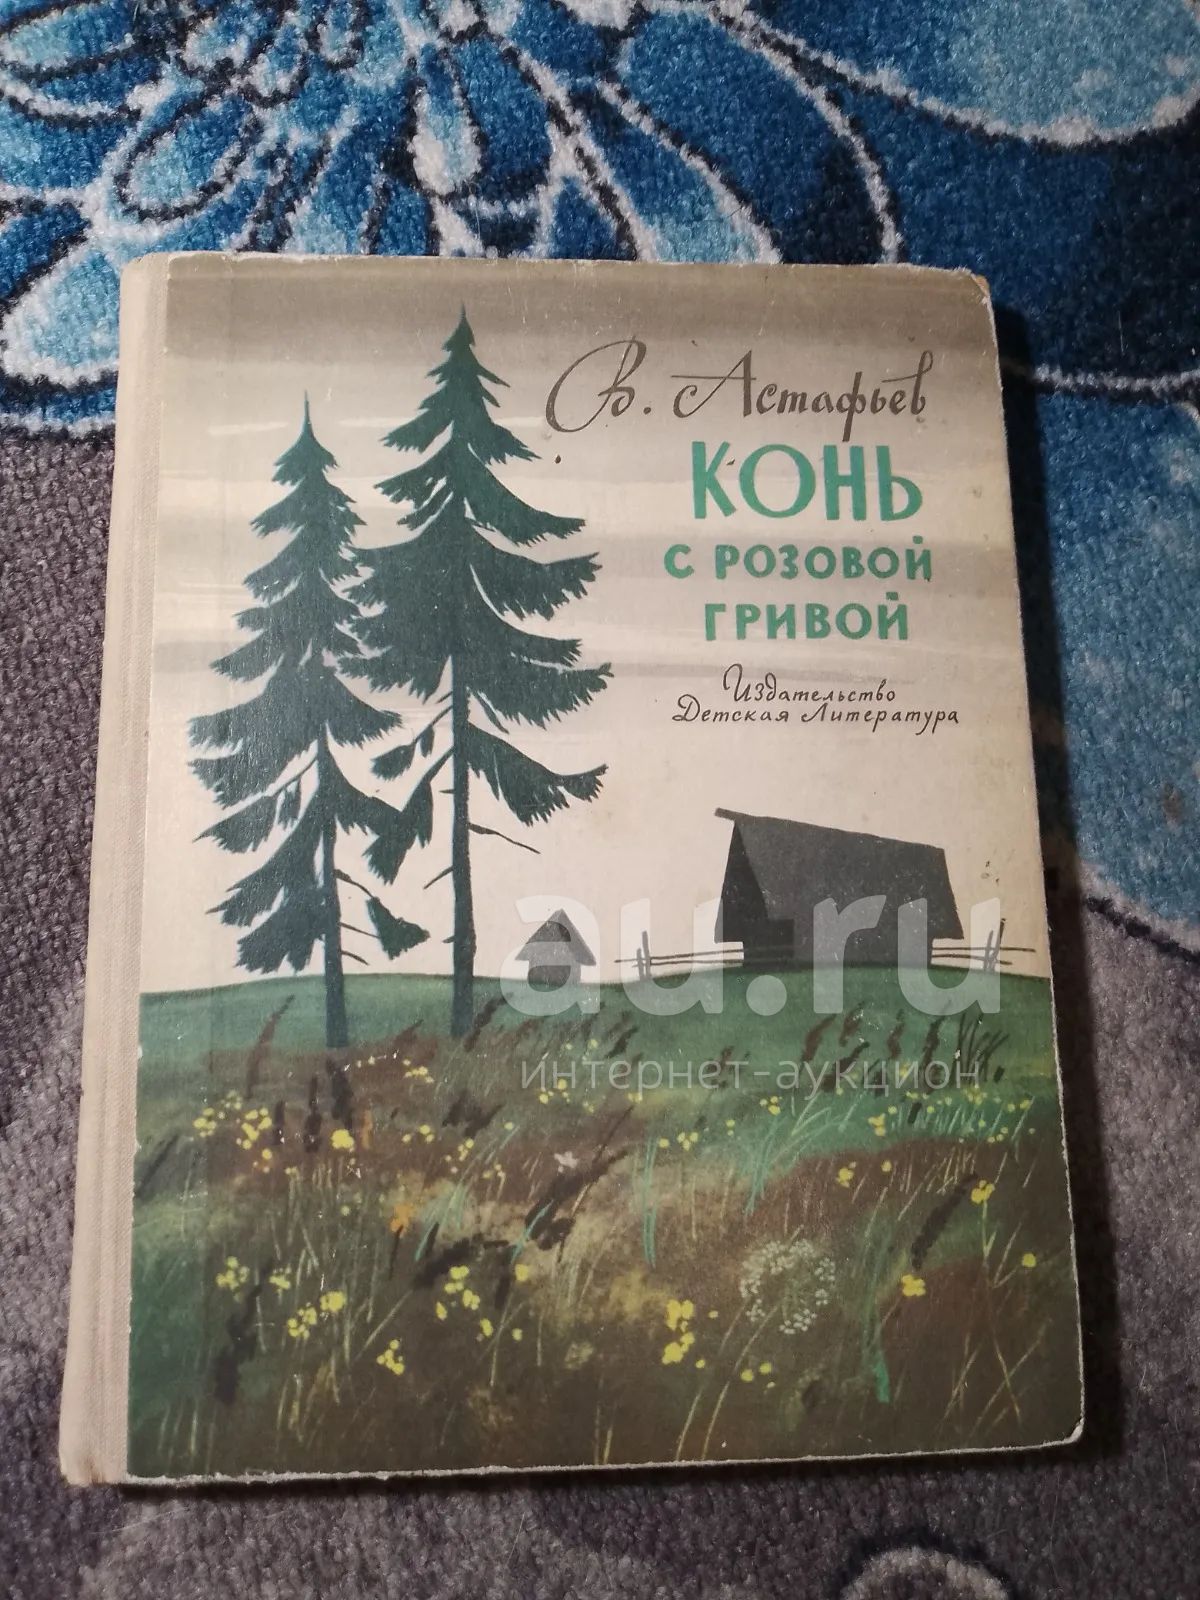 В. Астафьев
КОНЬ
С РОЗОВОЙ
ГРИВОЙ
Издательство
Детская Литература
au.ru
интернет-аукцион